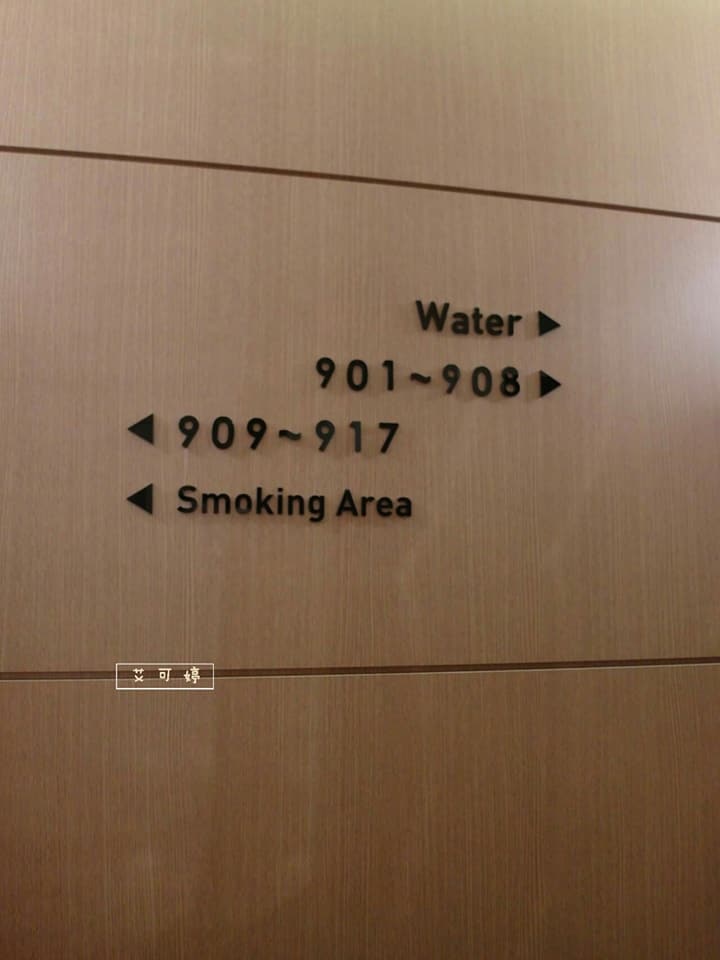 Water ▶
901~908 ▶
◀ 909~917
◀ Smoking Area
艾可婷